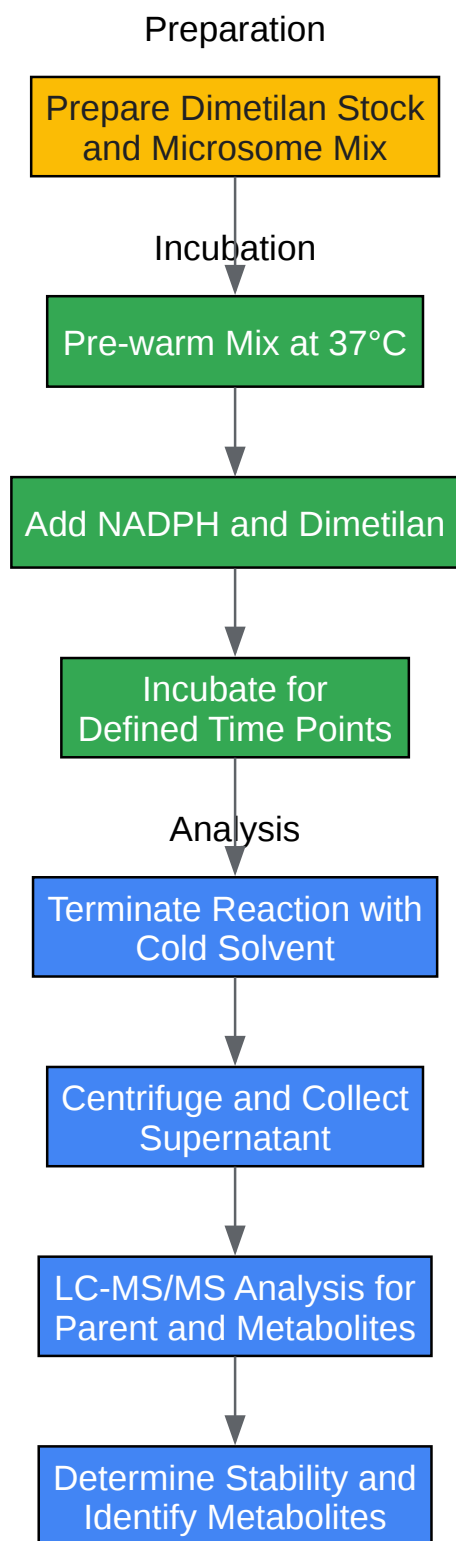 Preparation
Prepare Dimetilan Stock
and Microsome Mix
Incubation
Pre-warm Mix at 37°C
Add NADPH and Dimetilan
Incubate for
Defined Time Points
Analysis
Terminate Reaction with
Cold Solvent
Centrifuge and Collect
Supernatant
LC-MS/MS Analysis for
Parent and Metabolites
Determine Stability and
Identify Metabolites